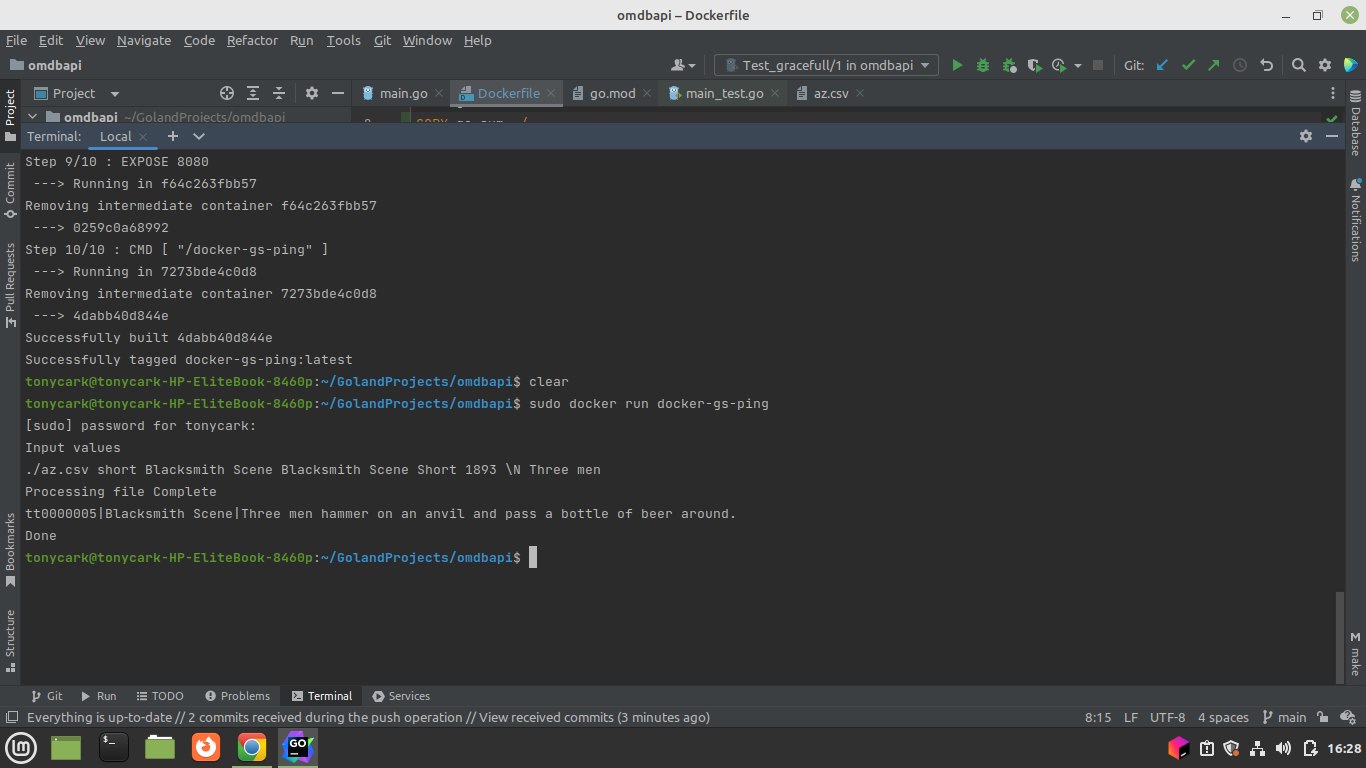 omdbapi – Dockerfile
File Edit View Navigate Code Refactor Run Tools Git Window Help
omdbapi
Test_gracefull/1 in omdbapi
Git:
Project
main.go
Dockerfile
go.mod
main_test.go
az.csv
omdbapi ~/GolandProjects/omdbapi
Terminal: Local
Step 9/10 : EXPOSE 8080
---> Running in f64c263fbb57
Removing intermediate container f64c263fbb57
---> 0259c0a68992
Step 10/10 : CMD [ "/docker-gs-ping" ]
---> Running in 7273bde4c0d8
Removing intermediate container 7273bde4c0d8
---> 4dabb40d844e
Successfully built 4dabb40d844e
Successfully tagged docker-gs-ping:latest
tonycark@tonycark-HP-EliteBook-8460p:~/GolandProjects/omdbapi$ clear
tonycark@tonycark-HP-EliteBook-8460p:~/GolandProjects/omdbapi$ sudo docker run docker-gs-ping
[sudo] password for tonycark:
Input values
./az.csv short Blacksmith Scene Blacksmith Scene Short 1893 \N Three men
Processing file Complete
tt0000005|Blacksmith Scene|Three men hammer on an anvil and pass a bottle of beer around.
Done
tonycark@tonycark-HP-EliteBook-8460p:~/GolandProjects/omdbapi$
Project
Commit
Pull Requests
Bookmarks
Structure
Database
Notifications
M make
Git Run TODO Problems Terminal Services
Everything is up-to-date // 2 commits received during the push operation // View received commits (3 minutes ago)
8:15 LF UTF-8 4 spaces main
GO
16:28